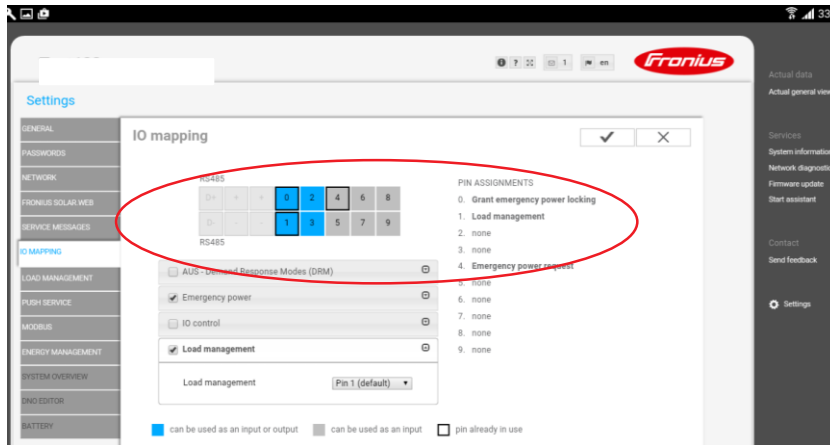 33
1
en
Fronius
Settings
GENERAL
PASSWORDS
NETWORK
FRONIUS SOLAR WEB
SERVICE MESSAGES
IO MAPPING
LOAD MANAGEMENT
PUSH SERVICE
MODBUS
ENERGY MANAGEMENT
SYSTEM OVERVIEW
DNO EDITOR
BATTERY
IO mapping
RS485
D+ + + 0 2 4 6 8
D- - - 1 3 5 7 9
RS485
AUS - Demand Response Modes (DRM)
Emergency power
IO control
Load management
Load management Pin 1 (default)
can be used as an input or output can be used as an input pin already in use
PIN ASSIGNMENTS
0. Grant emergency power locking
1. Load management
2. none
3. none
4. Emergency power request
5. none
6. none
7. none
8. none
9. none
Actual data
Actual general view
Services
System information
Network diagnostic
Firmware update
Start assistant
Contact
Send feedback
Settings